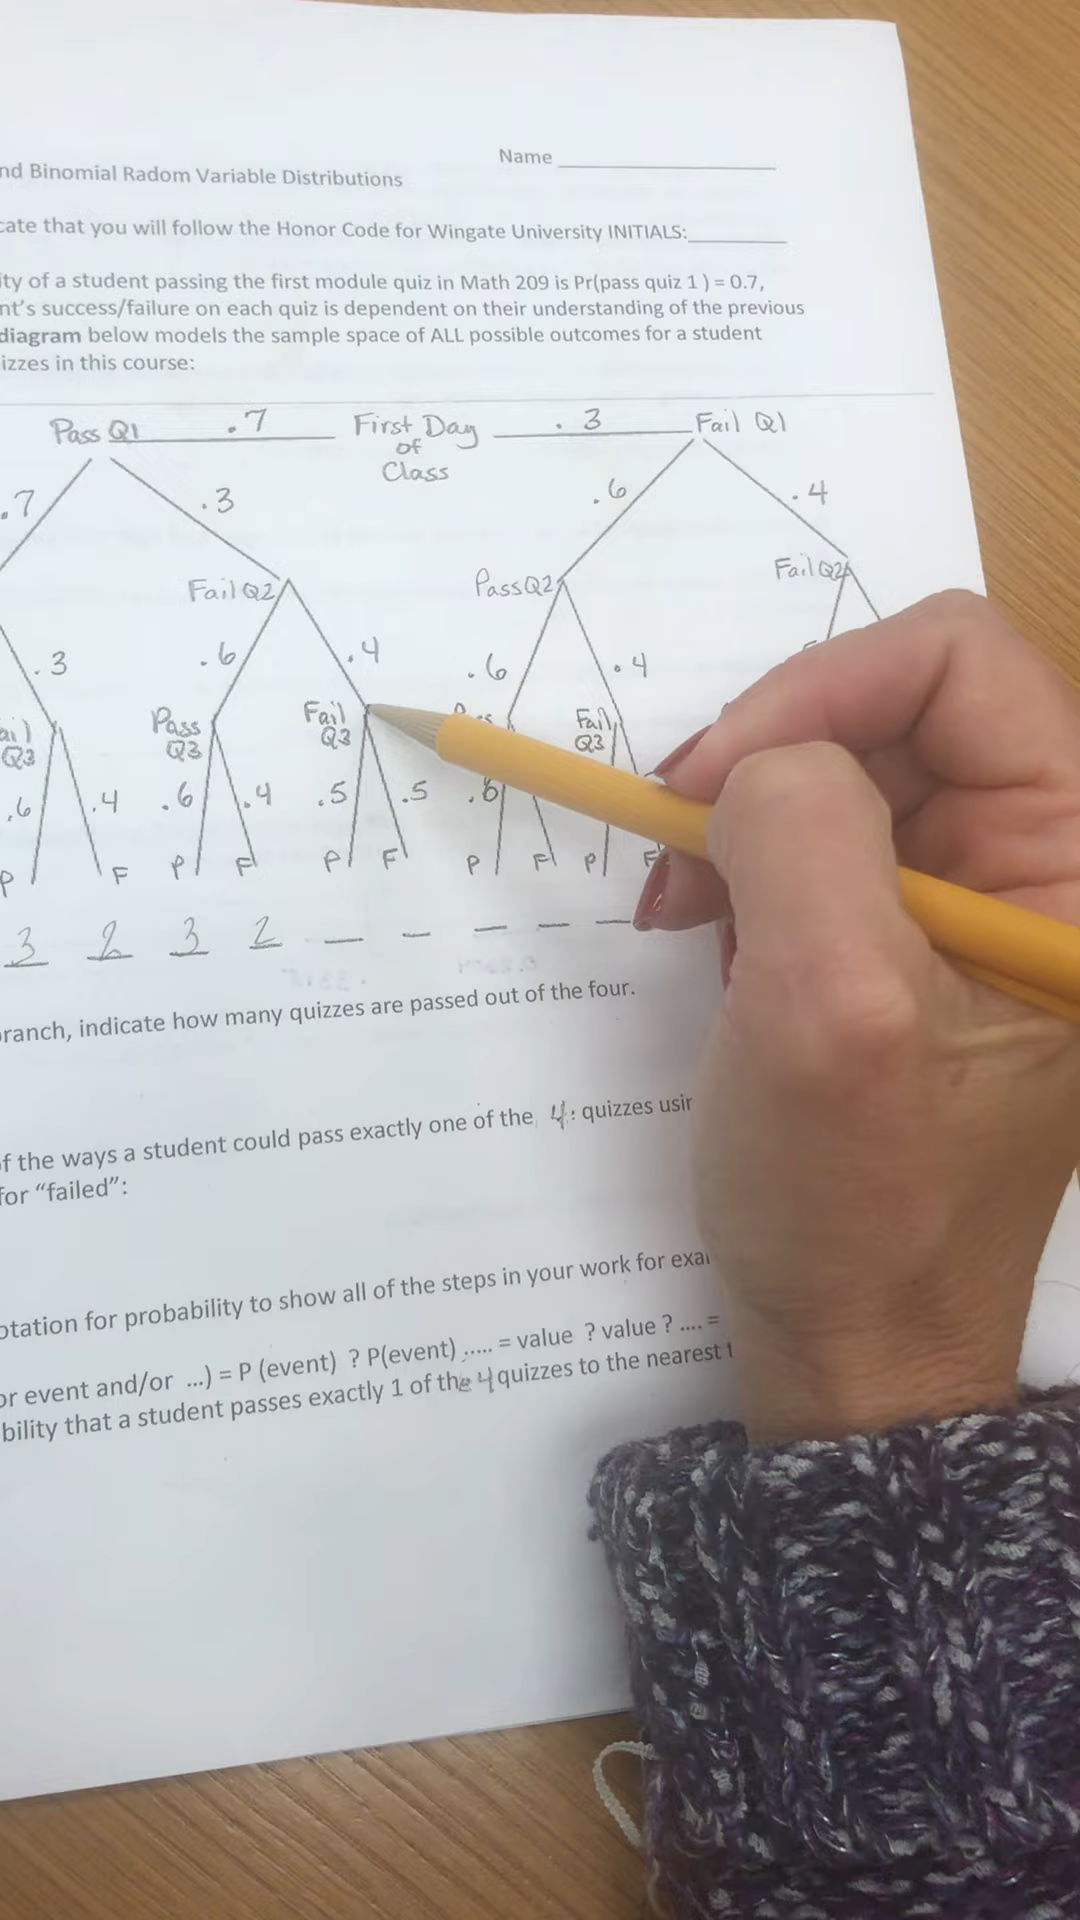 Name
nd Binomial Radom Variable Distributions
cate that you will follow the Honor Code for Wingate University INITIALS:
ity of a student passing the first module quiz in Math 209 is Pr(pass quiz 1 ) = 0.7,
nt's success/failure on each quiz is dependent on their understanding of the previous
diagram below models the sample space of ALL possible outcomes for a student
izzes in this course:
Pass Q1 .7 First Day of Class .3 Fail Q1
.7 .3 .6 .4
Fail Q2 Pass Q2 Fail Q2
.3 .6 .4 .6 .4
ail Q3 Pass Q3 Fail Q3 Fail Q3
.6 .4 .6 .4 .5 .5 .6
P F P F P F P F P F
3 2 3 2
ranch, indicate how many quizzes are passed out of the four.
f the ways a student could pass exactly one of the 4: quizzes usin
for "failed":
otation for probability to show all of the steps in your work for exa
or event and/or ...) = P (event) ? P(event) ..... = value ? value ? .... =
bility that a student passes exactly 1 of the 4 quizzes to the nearest